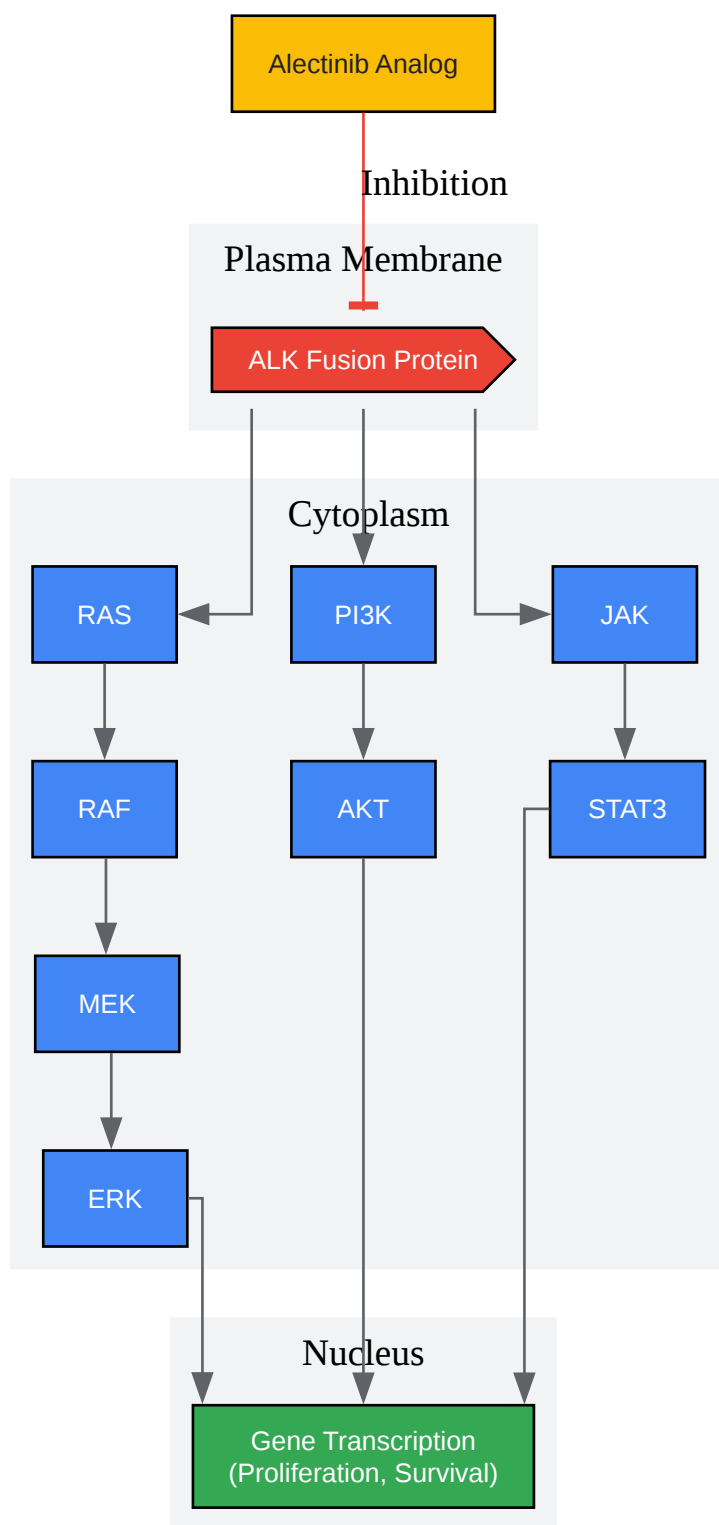 Alectinib Analog
Inhibition
Plasma Membrane
ALK Fusion Protein
Cytoplasm
RAS
PI3K
JAK
RAF
AKT
STAT3
MEK
ERK
Nucleus
Gene Transcription
(Proliferation, Survival)